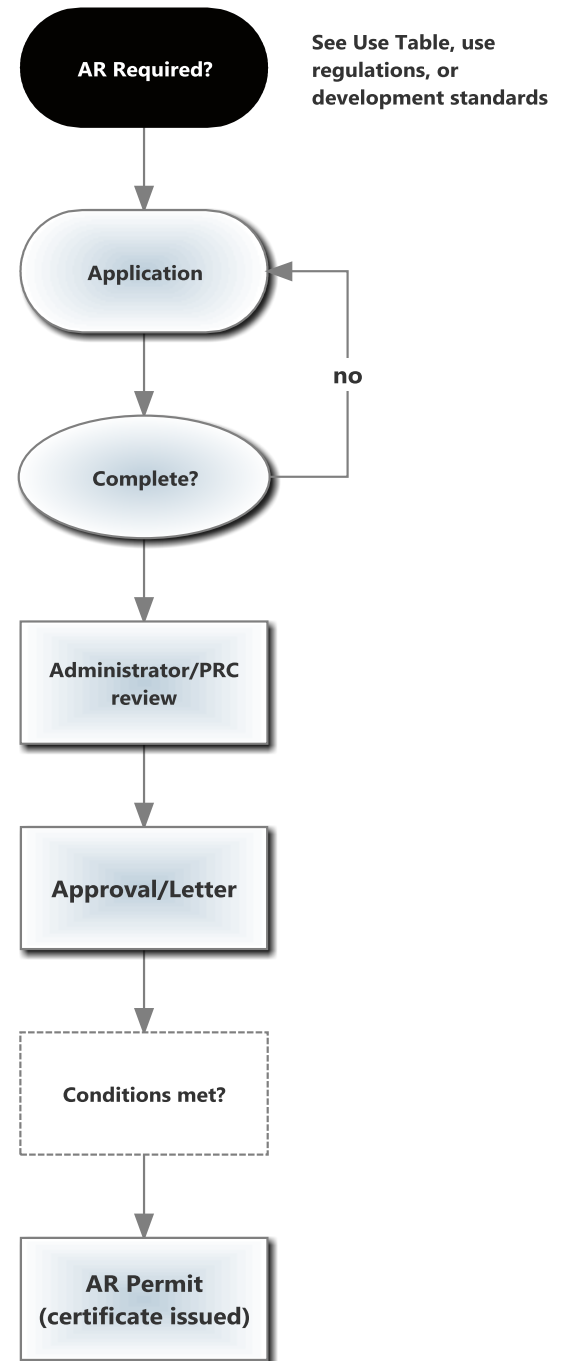 AR Required?
See Use Table, use
regulations, or
development standards
Application
no
Complete?
Administrator/PRC
review
Approval/Letter
Conditions met?
AR Permit
(certificate issued)